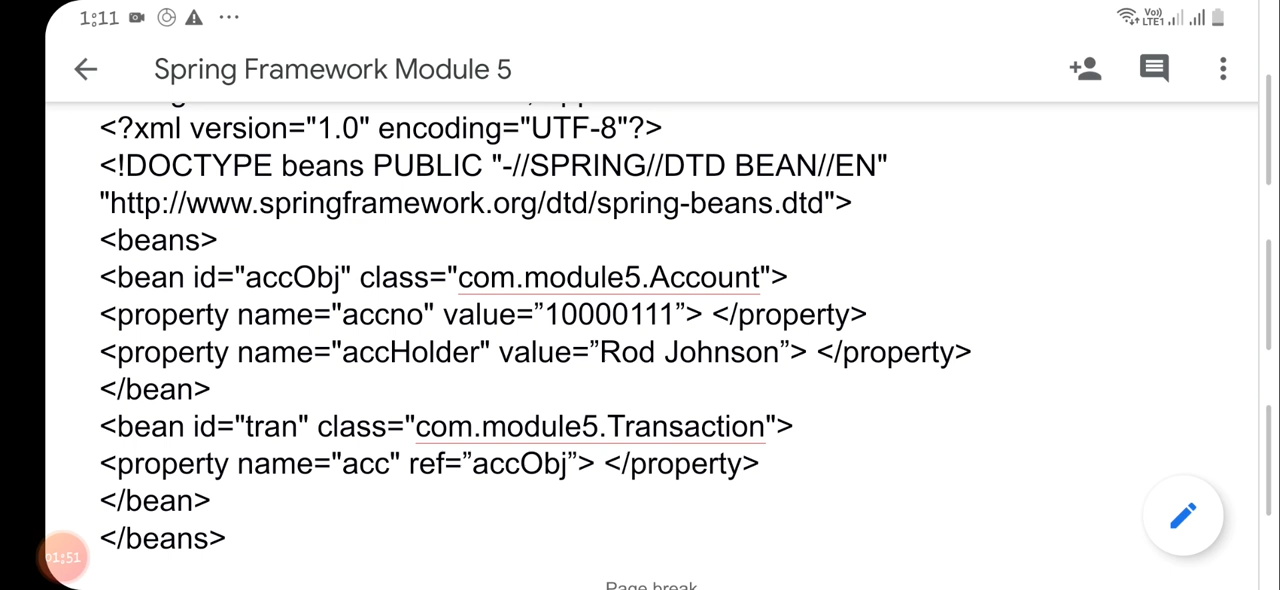 1:11 ...
Vo)) LTE1
Spring Framework Module 5
<?xml version="1.0" encoding="UTF-8"?>
<!DOCTYPE beans PUBLIC "-//SPRING//DTD BEAN//EN"
"http://www.springframework.org/dtd/spring-beans.dtd">
<beans>
<bean id="accObj" class="com.module5.Account">
<property name="accno" value=”10000111”> </property>
<property name="accHolder" value=”Rod Johnson”> </property>
</bean>
<bean id="tran" class="com.module5.Transaction">
<property name="acc" ref=”accObj”> </property>
</bean>
</beans>
01:51
Page break